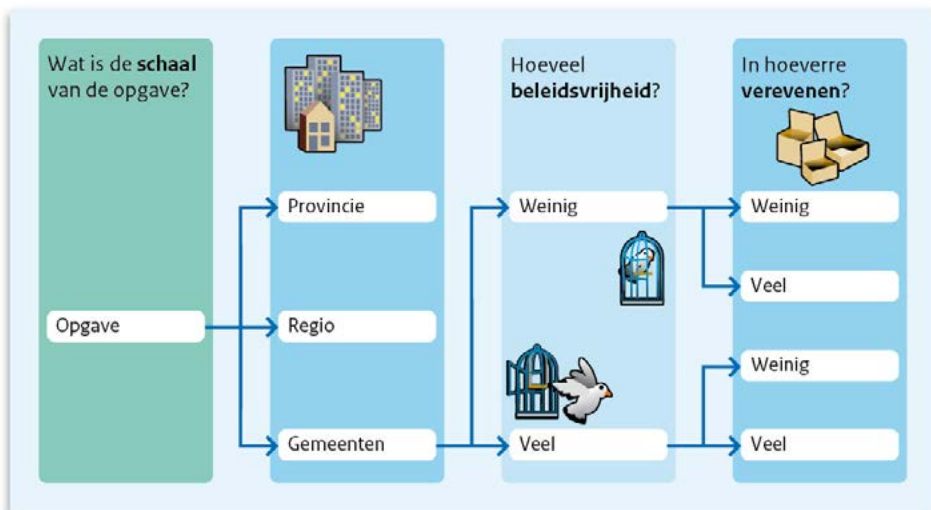 Wat is de schaal
van de opgave?
Opgave
Provincie
Regio
Gemeenten
Hoeveel
beleidsvrijheid?
Weinig
Veel
In hoeverre
verevenen?
Weinig
Veel
Weinig
Veel